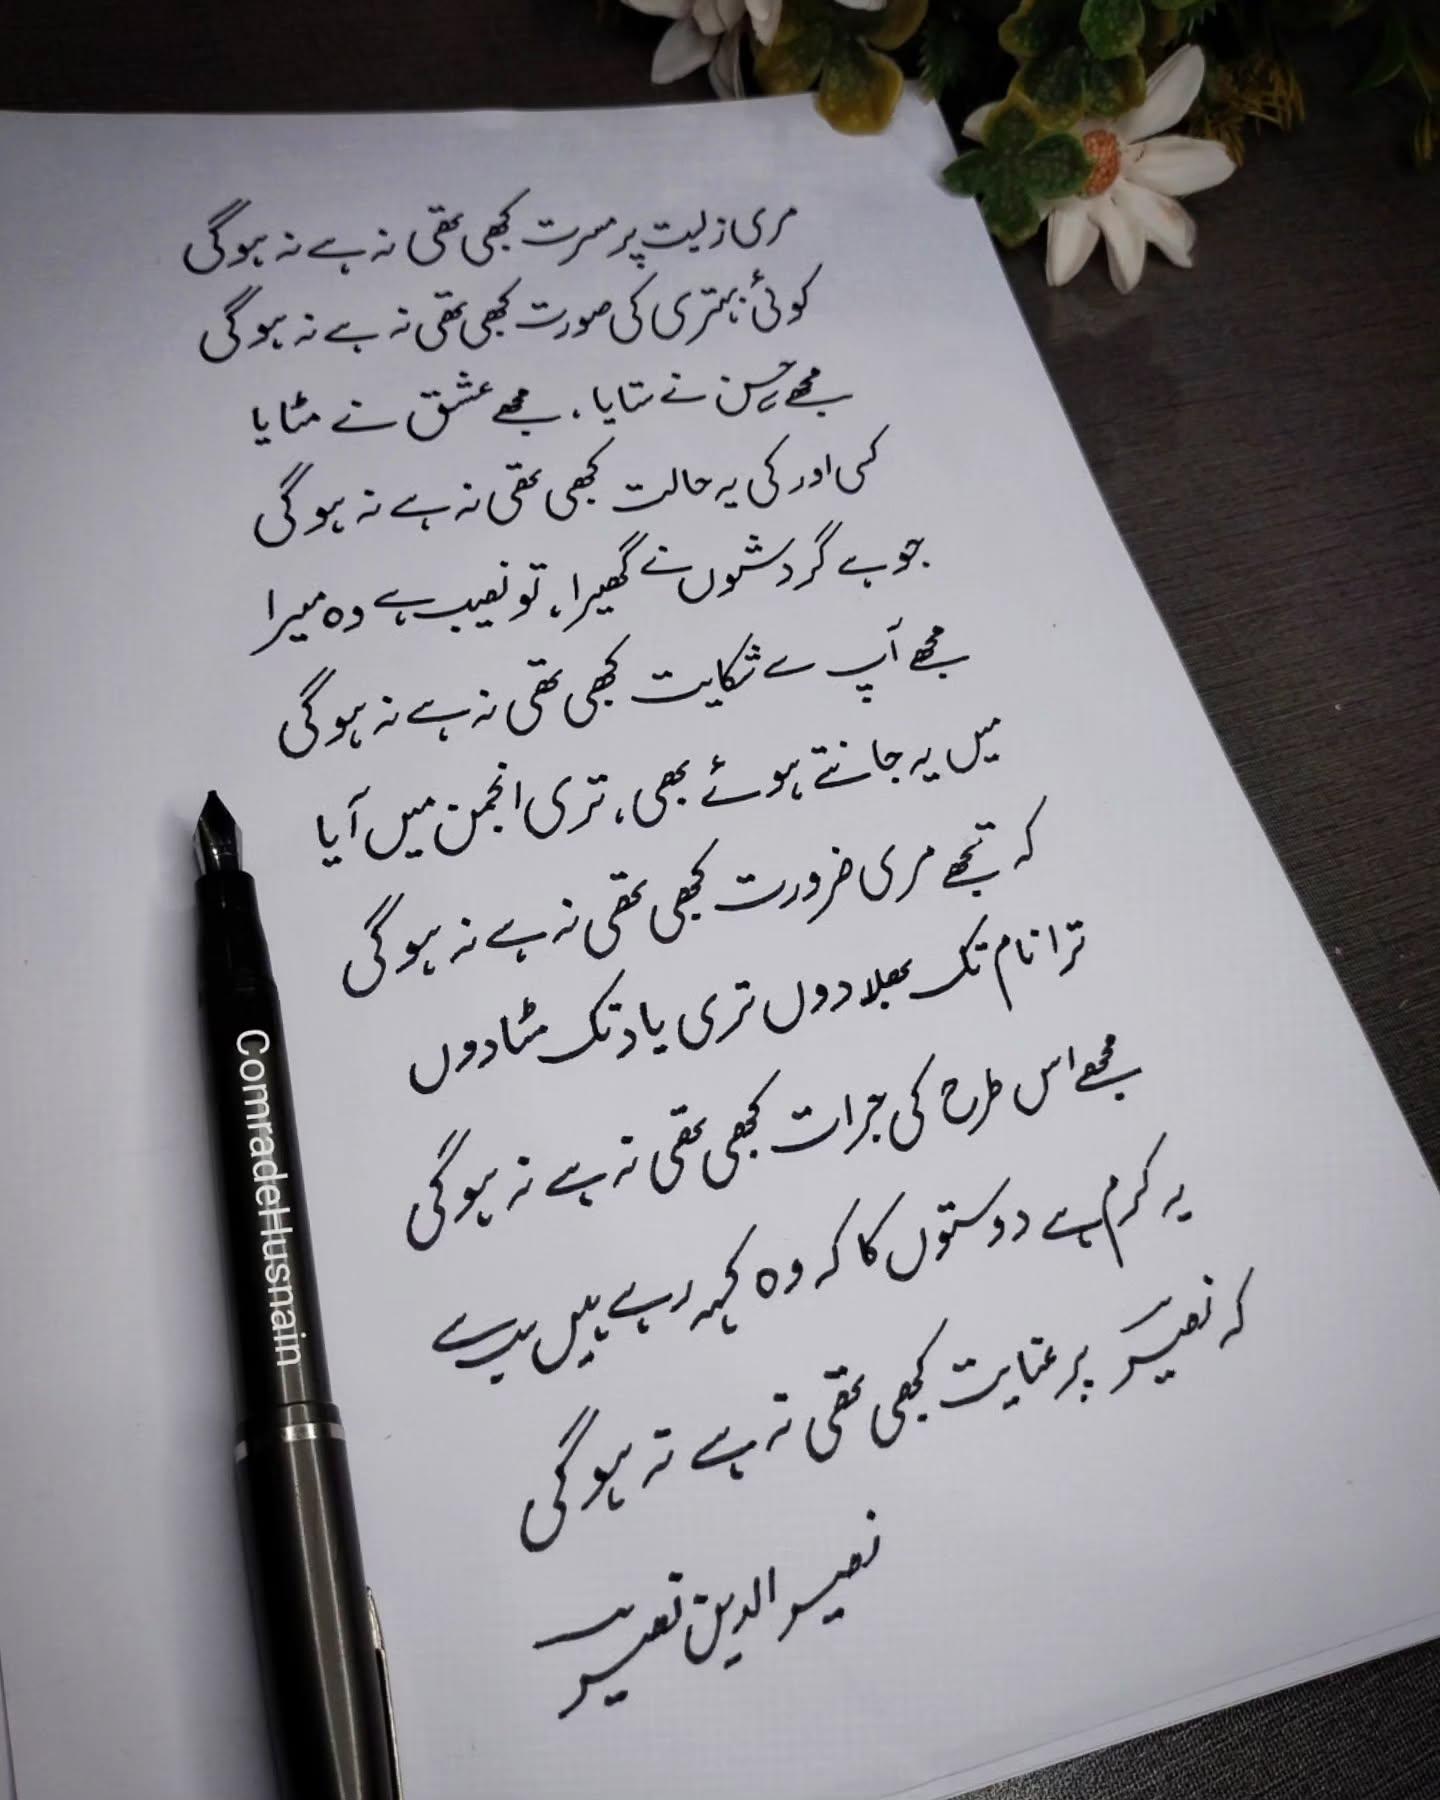 مری زیست پر مسرت کبھی تھی نہ ہے نہ ہوگی
کوئی بہتری کی صورت کبھی تھی نہ ہے نہ ہوگی
مجھے حسن نے ستایا، مجھے عشق نے مٹایا
کسی اور کی یہ حالت کبھی تھی نہ ہے نہ ہوگی
جو ہے گردشوں نے گھیرا، تو نصیب ہے وہ میرا
مجھے آپ سے شکایت کبھی تھی نہ ہے نہ ہوگی
میں یہ جانتے ہوئے بھی، تری انجمن میں آیا
کہ تجھے مری ضرورت کبھی تھی نہ ہے نہ ہوگی
ترا نام تک بھلا دوں تری یاد تک مٹا دوں
مجھے اس طرح کی جرات کبھی تھی نہ ہے نہ ہوگی
یہ کرم ہے دوستوں کا کہ وہ کہہ رہے ہیں سب سے
کہ نصیرؔ پر عنایت کبھی تھی نہ ہے نہ ہوگی
نصیر الدین نصیرؔ
ComradeHusnain